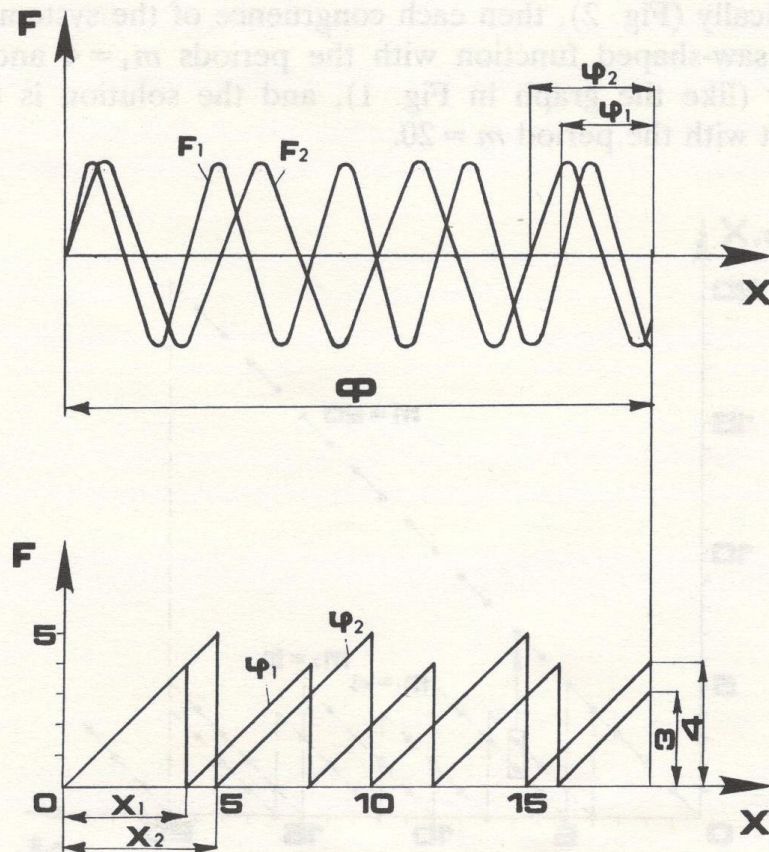 ically (Fig. 2), then each congruence of the system
saw-shaped function with the periods m₁ = 4 and
(like the graph in Fig. 1), and the solution is
t with the period m = 20.
F
φ₂
φ₁
F₁
F₂
X
Φ
F
5
φ₁
φ₂
3
4
0
5
10
15
X
X₁
X₂